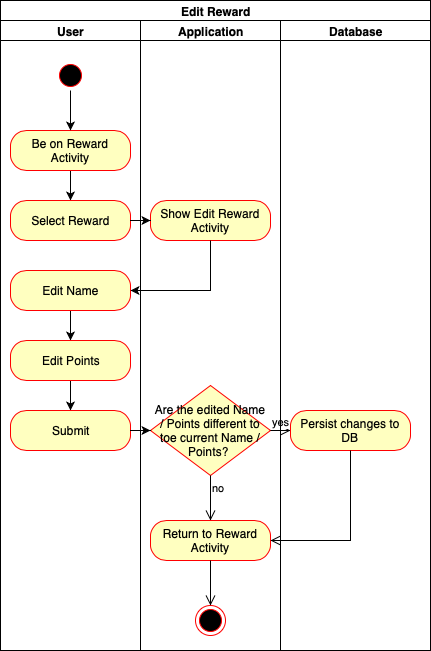 Edit Reward
User
Application
Database
Be on Reward
Activity
Select Reward
Show Edit Reward
Activity
Edit Name
Edit Points
Submit
Are the edited Name
/ Points different to
toe current Name /
Points?
yes
Persist changes to
DB
no
Return to Reward
Activity